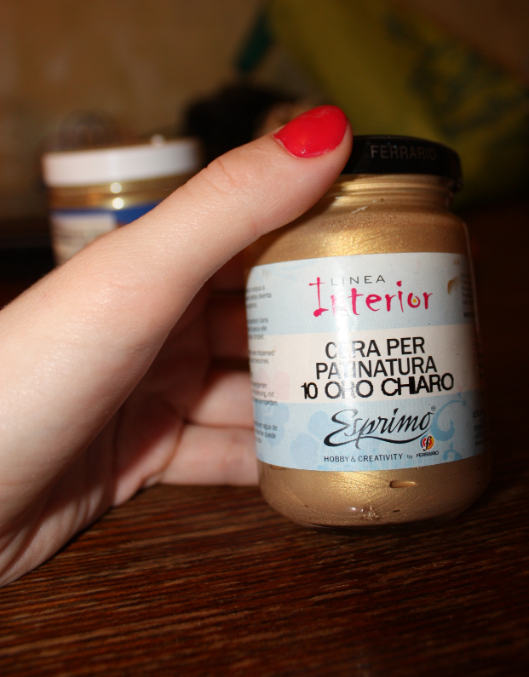 FERRARIO
LINEA
Interior
CERA PER
PATINATURA
10 ORO CHIARO
Esprimo®
HOBBY & CREATIVITY by FERRARIO